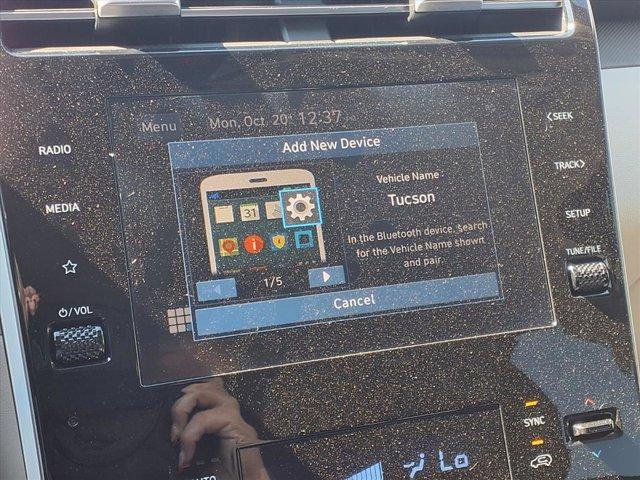 Menu
Mon, Oct. 20 12:37
Add New Device
31
Vehicle Name
Tucson
In the Bluetooth device, search
for the Vehicle Name shown
and pair.
1/5
Cancel
RADIO
MEDIA
/VOL
<SEEK
TRACK>
SETUP
TUNE/FILE
SYNC
Lo
AUTO